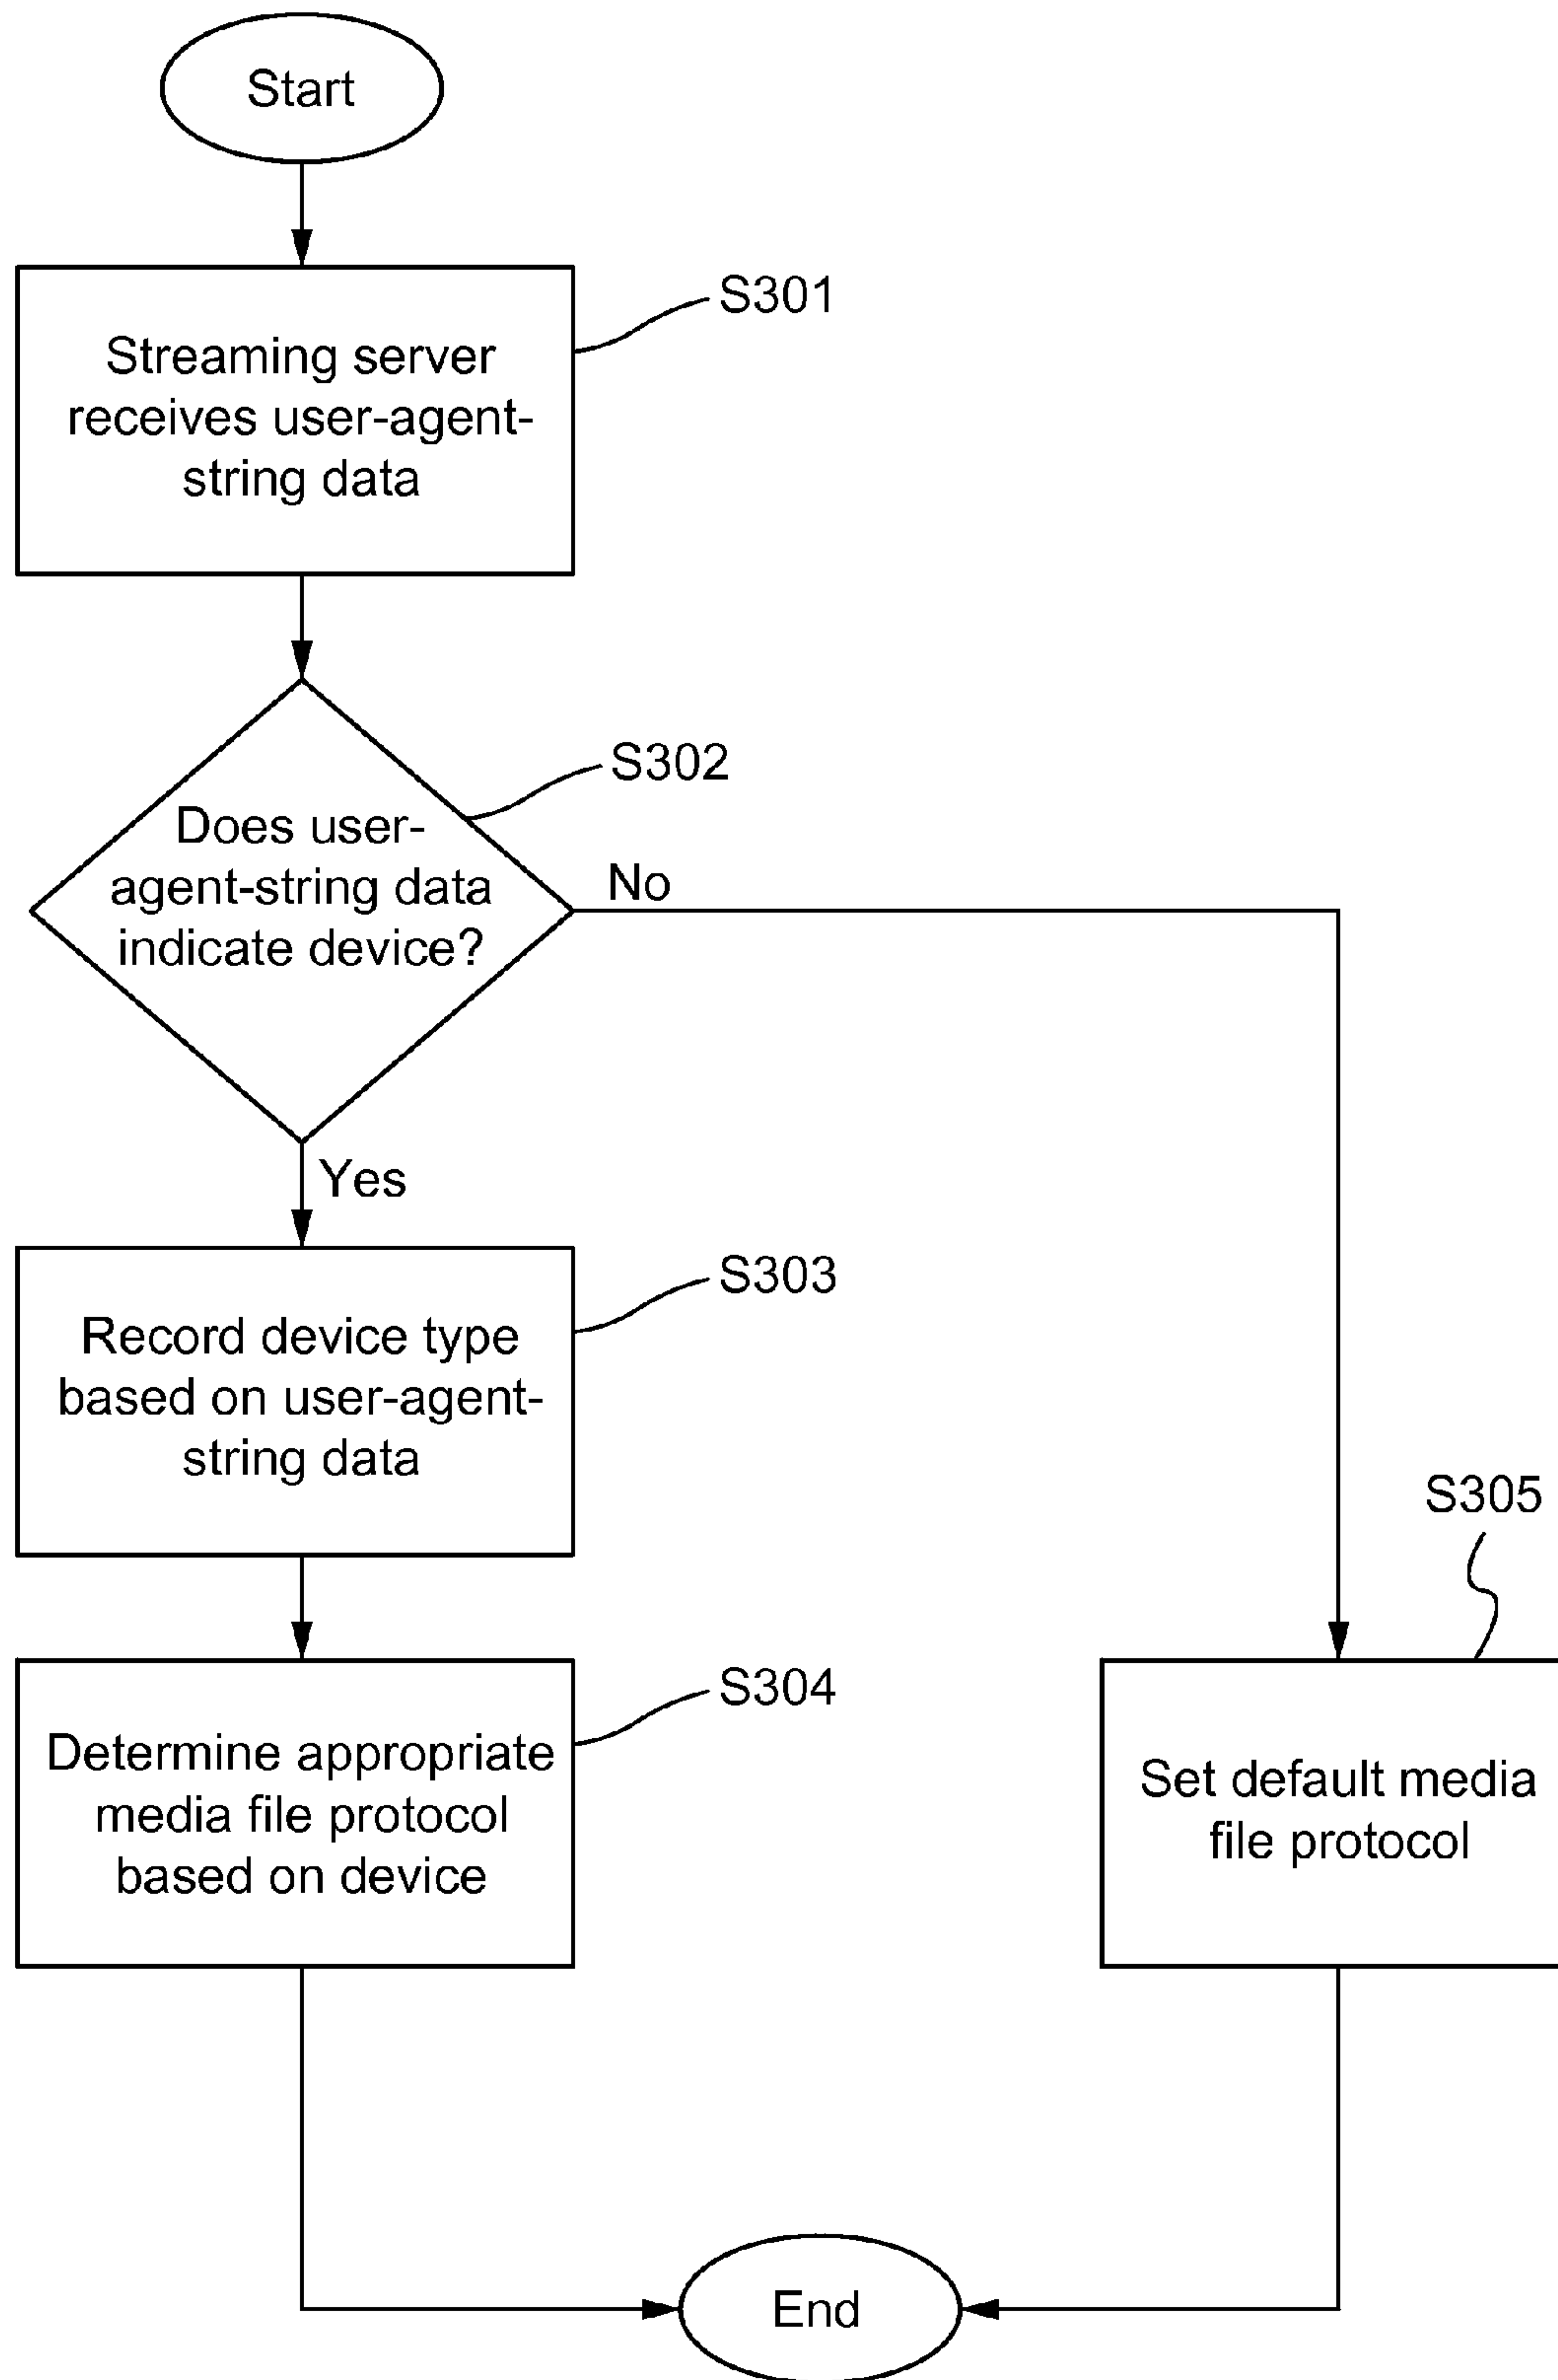 Start
S301
Streaming server
receives user-agent-
string data
S302
Does user-
agent-string data
indicate device?
No
Yes
S303
Record device type
based on user-agent-
string data
S305
S304
Determine appropriate
media file protocol
based on device
Set default media
file protocol
End